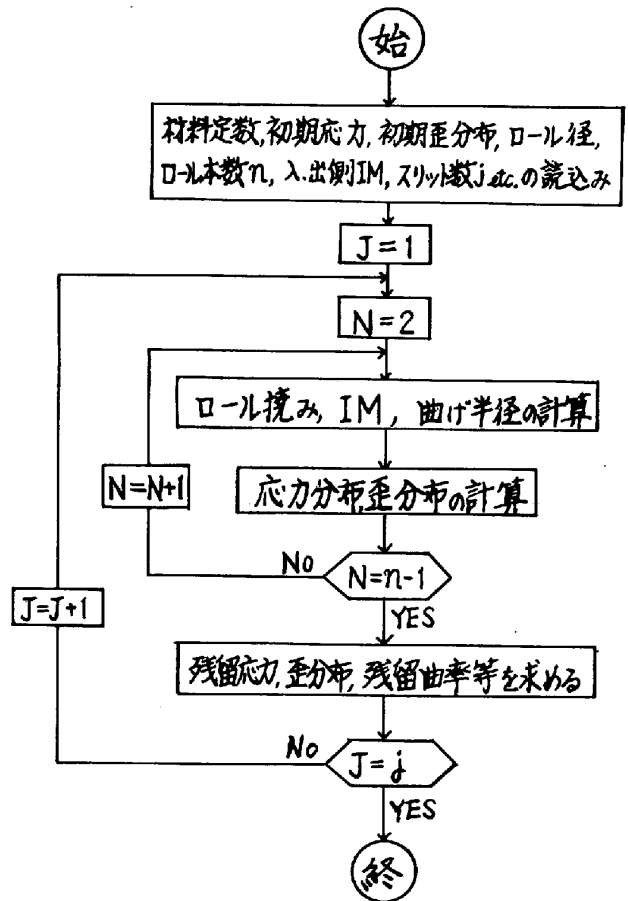 始
材料定数,初期応力,初期歪分布,ロール径,
ロール本数n,入.出側IM,スリット数j etc.の読込み
J=1
N=2
ロール撓み, IM, 曲げ半径の計算
N=N+1
応力分布,歪分布の計算
No
N=n-1
J=J+1
YES
残留応力,歪分布,残留曲率等を求める
No
J=j
YES
終